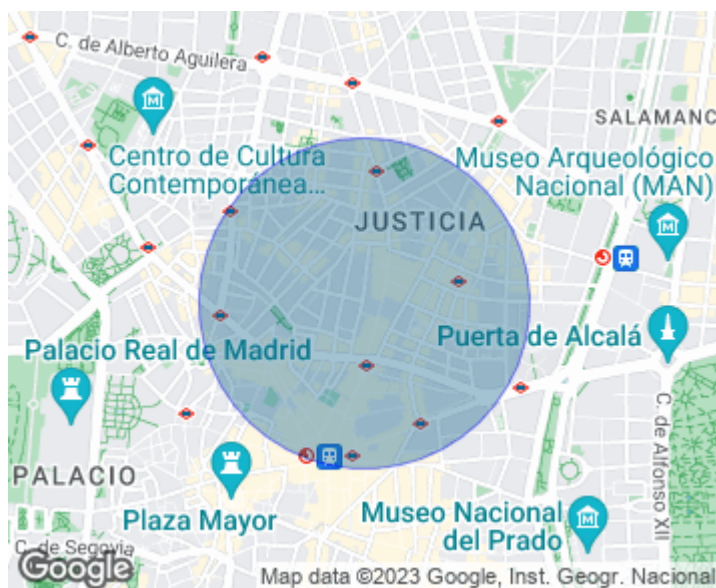 C. de Alberto Aguilera
SALAMANC
Centro de Cultura
Contemporánea...
Museo Arqueológico
Nacional (MAN)
JUSTICIA
Palacio Real de Madrid
Puerta de Alcalá
PALACIO
Plaza Mayor
Museo Nacional
del Prado
C. de Alfonso XII
C. de Segovia
Google
Map data ©2023 Google, Inst. Geogr. Nacional